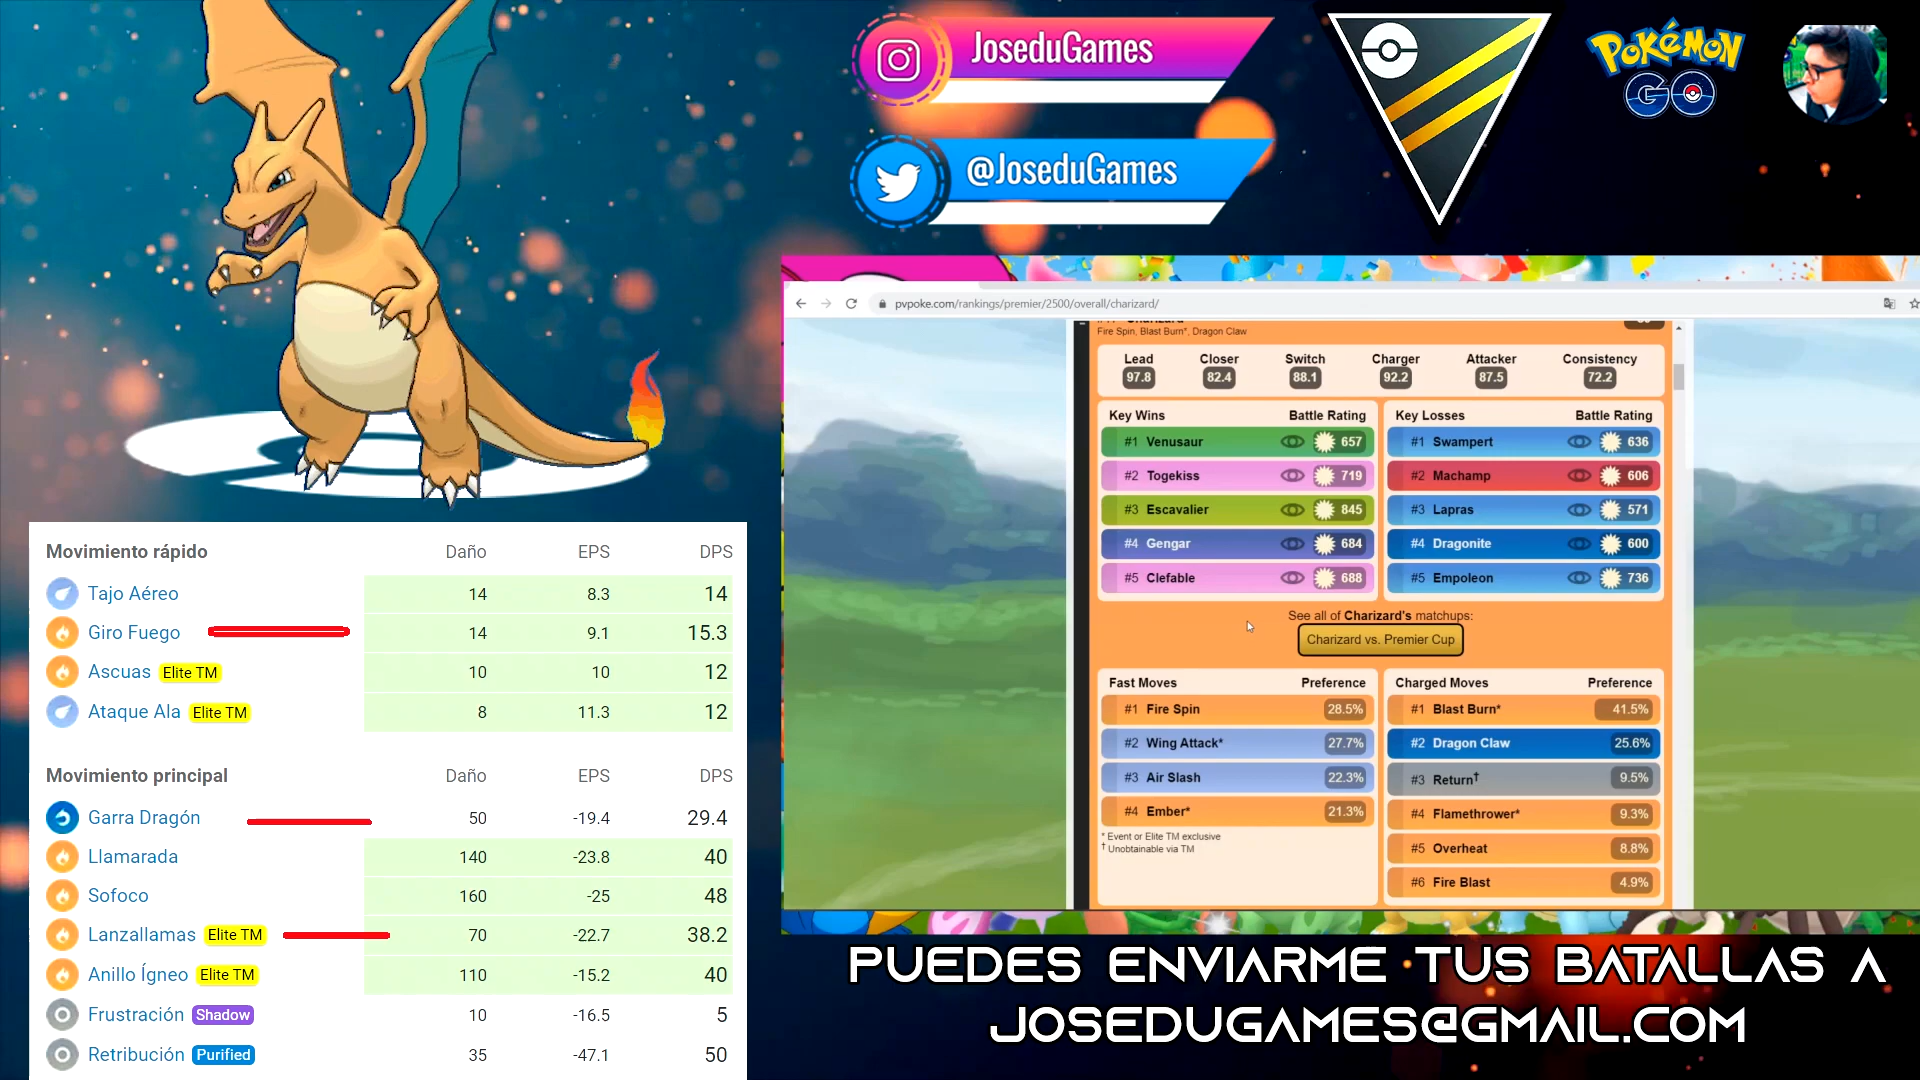 JoseduGames
@JoseduGames
POKÉMON
GO
pvpoke.com/rankings/premier/2500/overall/charizard/
Fire Spin, Blast Burn*, Dragon Claw
Lead Closer Switch Charger Attacker Consistency
97.8 82.4 88.1 92.2 87.5 72.2
Key Wins Battle Rating
#1 Venusaur 657
#2 Togekiss 719
#3 Escavalier 845
#4 Gengar 684
#5 Clefable 688
Key Losses Battle Rating
#1 Swampert 636
#2 Machamp 606
#3 Lapras 571
#4 Dragonite 600
#5 Empoleon 736
See all of Charizard's matchups:
Charizard vs. Premier Cup
Fast Moves Preference
#1 Fire Spin 28.5%
#2 Wing Attack* 27.7%
#3 Air Slash 22.3%
#4 Ember* 21.3%
* Event or Elite TM exclusive
† Unobtainable via TM
Charged Moves Preference
#1 Blast Burn* 41.5%
#2 Dragon Claw 25.6%
#3 Return† 9.5%
#4 Flamethrower* 9.3%
#5 Overheat 8.8%
#6 Fire Blast 4.9%
Movimiento rápido Daño EPS DPS
Tajo Aéreo 14 8.3 14
Giro Fuego 14 9.1 15.3
Ascuas Elite TM 10 10 12
Ataque Ala Elite TM 8 11.3 12
Movimiento principal Daño EPS DPS
Garra Dragón 50 -19.4 29.4
Llamarada 140 -23.8 40
Sofoco 160 -25 48
Lanzallamas Elite TM 70 -22.7 38.2
Anillo Ígneo Elite TM 110 -15.2 40
Frustración Shadow 10 -16.5 5
Retribución Purified 35 -47.1 50
PUEDES ENVIARME TUS BATALLAS A
JOSEDUGAMES@GMAIL.COM